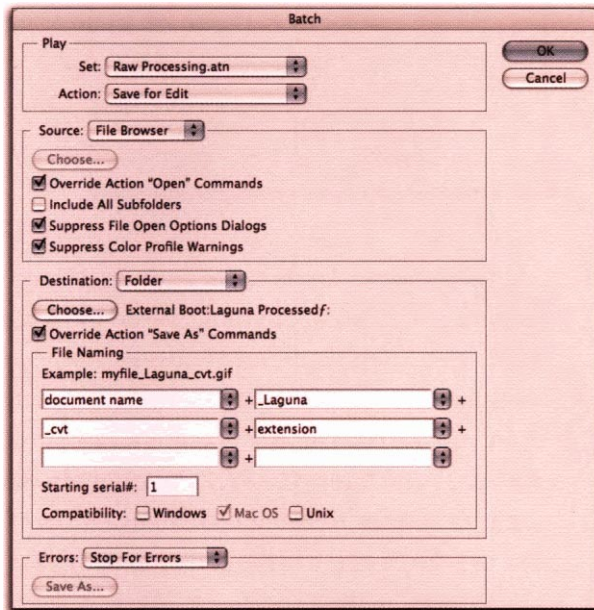 Batch
Play
Set: Raw Processing.atn
Action: Save for Edit
OK
Cancel
Source: File Browser
Choose...
Override Action "Open" Commands
Include All Subfolders
Suppress File Open Options Dialogs
Suppress Color Profile Warnings
Destination: Folder
Choose... External Boot:Laguna Processedƒ:
Override Action "Save As" Commands
File Naming
Example: myfile_Laguna_cvt.gif
document name + _Laguna +
_cvt + extension +
+
Starting serial#: 1
Compatibility: Windows Mac OS Unix
Errors: Stop For Errors
Save As...